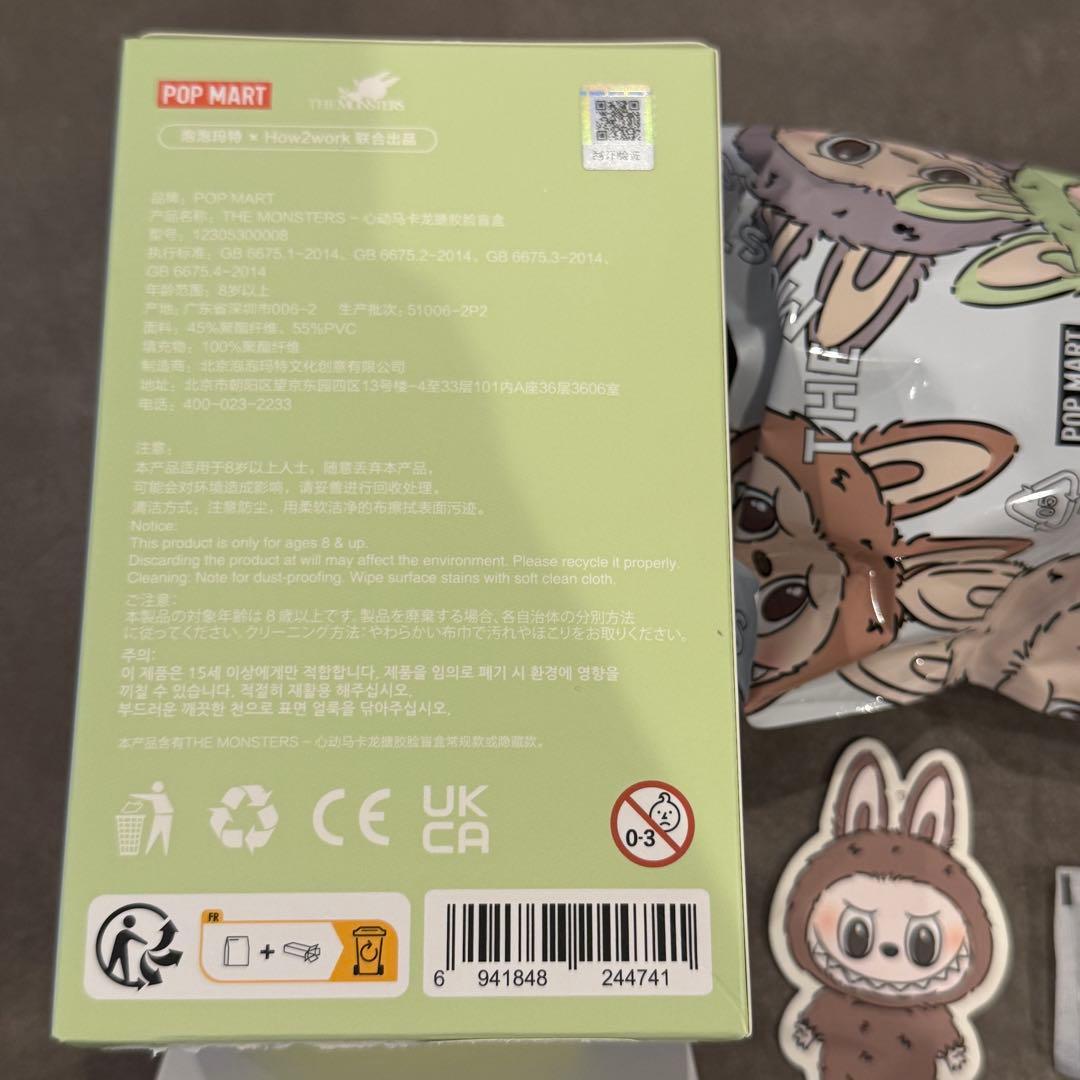 POP MART
THE MONSTERS
泡泡玛特 × How2work 联合出品
品牌：POP MART
产品名称：THE MONSTERS - 心动马卡龙搪胶脸盲盒
型号：12305300008
执行标准：GB 6675.1-2014、GB 6675.2-2014、GB 6675.3-2014、
GB 6675.4-2014
年龄范围：8岁以上
产地：广东省深圳市006-2 生产批次：51006-2P2
面料：45%聚酯纤维、55%PVC
填充物：100%聚酯纤维
制造商：北京泡泡玛特文化创意有限公司
地址：北京市朝阳区望京东园四区13号楼-4至33层101内A座36层3606室
电话：400-023-2233
注意：
本产品适用于8岁以上人士，随意丢弃本产品，
可能会对环境造成影响，请妥善进行回收处理。
清洁方式：注意防尘，用柔软洁净的布擦拭表面污迹。
Notice:
This product is only for ages 8 & up.
Discarding the product at will may affect the environment. Please recycle it properly.
Cleaning: Note for dust-proofing. Wipe surface stains with soft clean cloth.
ご注意：
本製品の対象年齢は8歳以上です。製品を廃棄する場合、各自治体の分別方法
に従ってください。クリーニング方法：やわらかい布巾で汚れやほこりをお取りください。
주의:
이 제품은 15세 이상에게만 적합합니다. 제품을 임의로 폐기 시 환경에 영향을
끼칠 수 있습니다. 적절히 재활용 해주십시오.
부드러운 깨끗한 천으로 표면 얼룩을 닦아주십시오.
本产品含有THE MONSTERS - 心动马卡龙搪胶脸盲盒常规款或隐藏款。
CE
UK
CA
0-3
FR
+
6 941848 244741
THE
POP MART
05